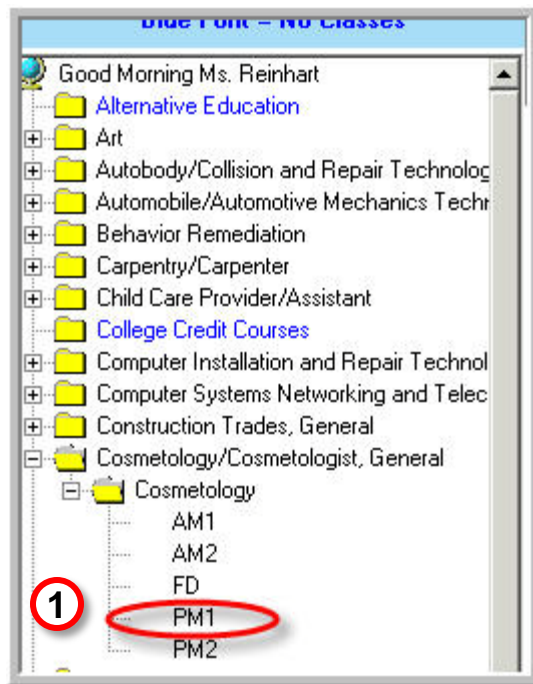 Blue Font = No Classes
Good Morning Ms. Reinhart
Alternative Education
Art
Autobody/Collision and Repair Technolog
Automobile/Automotive Mechanics Techn
Behavior Remediation
Carpentry/Carpenter
Child Care Provider/Assistant
College Credit Courses
Computer Installation and Repair Technol
Computer Systems Networking and Telec
Construction Trades, General
Cosmetology/Cosmetologist, General
Cosmetology
AM1
AM2
FD
1 PM1
PM2